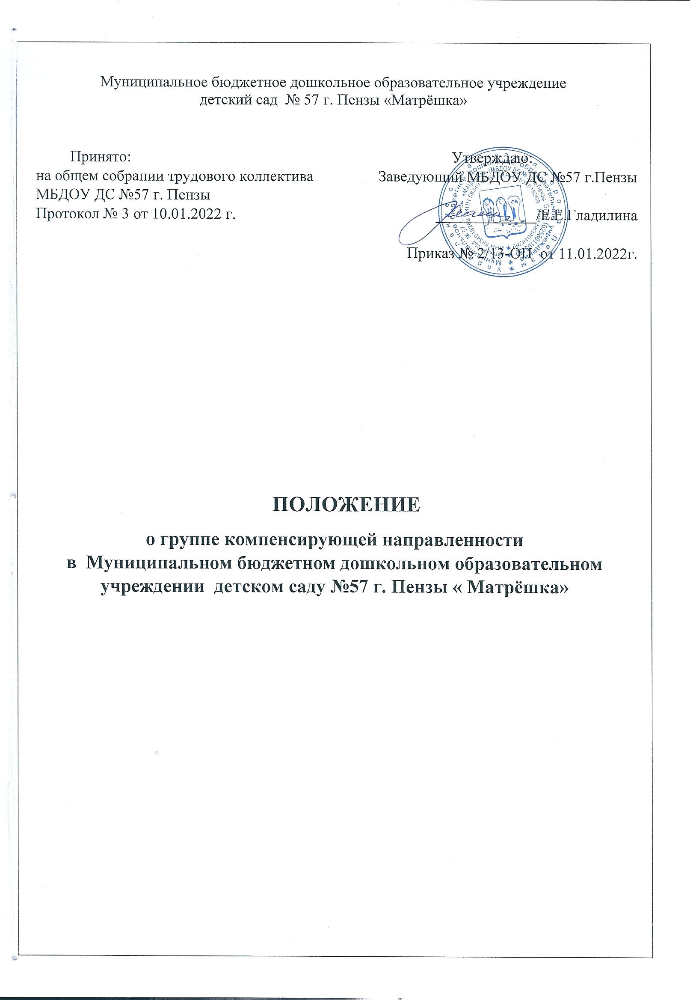 Муниципальное бюджетное дошкольное образовательное учреждение
детский сад № 57 г. Пензы «Матрёшка»
Принято:
на общем собрании трудового коллектива
МБДОУ ДС №57 г. Пензы
Протокол № 3 от 10.01.2022 г.
Утверждаю:
Заведующий МБДОУ ДС №57 г.Пензы
/Е.Е.Гладилина
Приказ № 2/13-ОП от 11.01.2022г.
ПОЛОЖЕНИЕ
о группе компенсирующей направленности
в Муниципальном бюджетном дошкольном образовательном
учреждении детском саду №57 г. Пензы « Матрёшка»